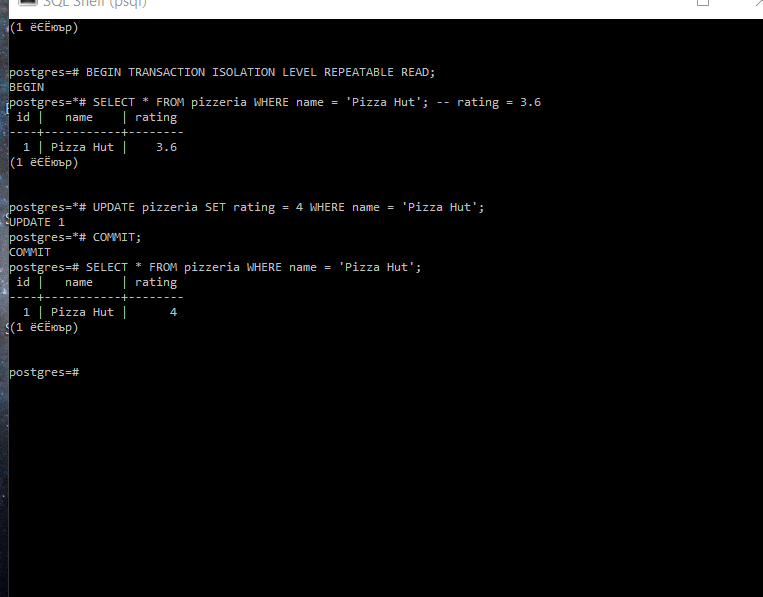 SQL Shell (psql)
(1 ёЄЁюър)
postgres=# BEGIN TRANSACTION ISOLATION LEVEL REPEATABLE READ;
BEGIN
postgres=*# SELECT * FROM pizzeria WHERE name = 'Pizza Hut'; -- rating = 3.6
 id |   name    | rating
----+-----------+--------
  1 | Pizza Hut |    3.6
(1 ёЄЁюър)
postgres=*# UPDATE pizzeria SET rating = 4 WHERE name = 'Pizza Hut';
UPDATE 1
postgres=*# COMMIT;
COMMIT
postgres=# SELECT * FROM pizzeria WHERE name = 'Pizza Hut';
 id |   name    | rating
----+-----------+--------
  1 | Pizza Hut |      4
(1 ёЄЁюър)
postgres=#